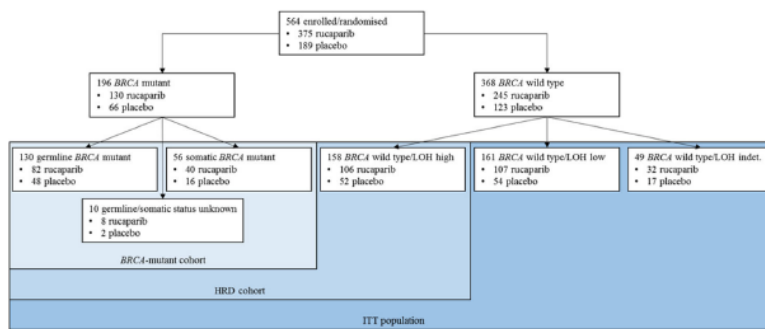 564 enrolled/randomised
• 375 rucaparib
• 189 placebo
196 BRCA mutant
• 130 rucaparib
• 66 placebo
368 BRCA wild type
• 245 rucaparib
• 123 placebo
130 germline BRCA mutant
• 82 rucaparib
• 48 placebo
56 somatic BRCA mutant
• 40 rucaparib
• 16 placebo
158 BRCA wild type/LOH high
• 106 rucaparib
• 52 placebo
161 BRCA wild type/LOH low
• 107 rucaparib
• 54 placebo
49 BRCA wild type/LOH indet.
• 32 rucaparib
• 17 placebo
10 germline/somatic status unknown
• 8 rucaparib
• 2 placebo
BRCA-mutant cohort
HRD cohort
ITT population